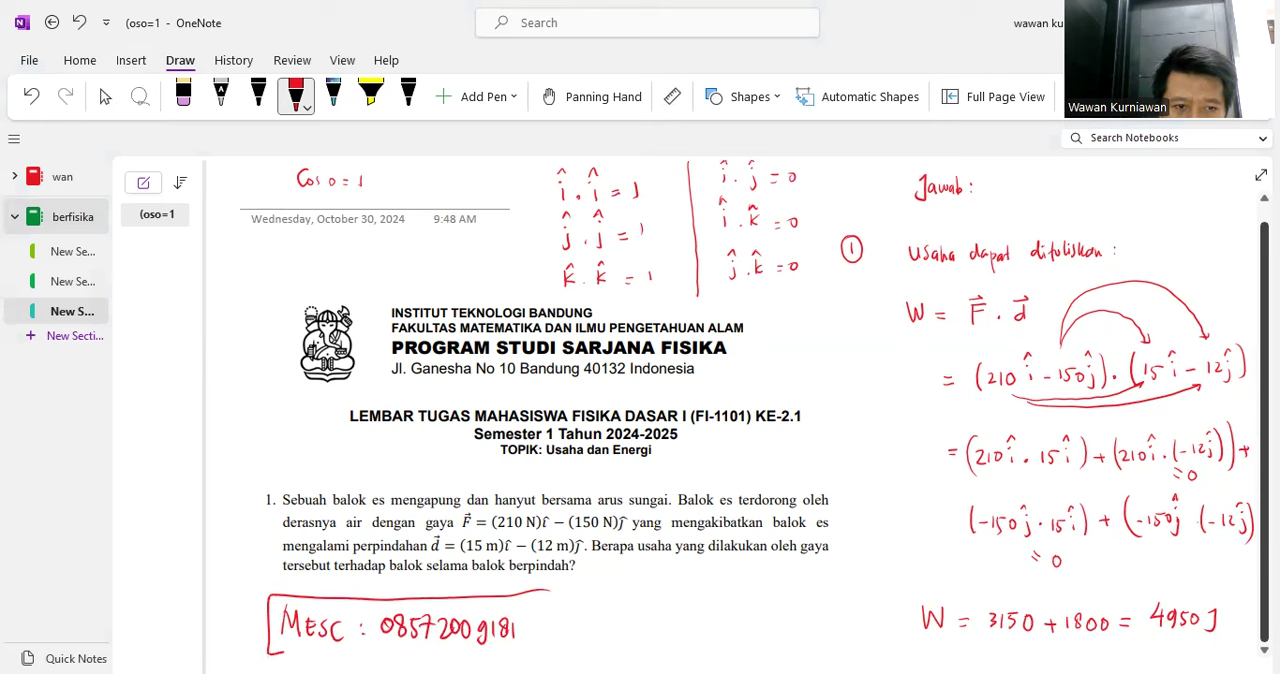 (oso=1 - OneNote
Search
wawan ku
File
Home
Insert
Draw
History
Review
View
Help
Add Pen
Panning Hand
Shapes
Automatic Shapes
Full Page View
Wawan Kurniawan
Search Notebooks
wan
berfisika
New Se...
New Se...
New S...
New Secti...
Quick Notes
(oso=1
Cos 0 = 1
Wednesday, October 30, 2024
9:48 AM
î . î = 1
ĵ . ĵ = 1
k̂ . k̂ = 1
î . ĵ = 0
î . k̂ = 0
ĵ . k̂ = 0
INSTITUT TEKNOLOGI BANDUNG
FAKULTAS MATEMATIKA DAN ILMU PENGETAHUAN ALAM
PROGRAM STUDI SARJANA FISIKA
Jl. Ganesha No 10 Bandung 40132 Indonesia
LEMBAR TUGAS MAHASISWA FISIKA DASAR I (FI-1101) KE-2.1
Semester 1 Tahun 2024-2025
TOPIK: Usaha dan Energi
1. Sebuah balok es mengapung dan hanyut bersama arus sungai. Balok es terdorong oleh
derasnya air dengan gaya F⃗ = (210 N)î − (150 N)ĵ yang mengakibatkan balok es
mengalami perpindahan d⃗ = (15 m)î − (12 m)ĵ. Berapa usaha yang dilakukan oleh gaya
tersebut terhadap balok selama balok berpindah?
MESC : 085720009181
Jawab:
① Usaha dapat dituliskan :
W = F⃗ . d⃗
= (210 î − 150 ĵ) . (15 î − 12 ĵ)
= (210 î . 15 î) + (210 î . (−12 ĵ)) +
= 0
(−150 ĵ . 15 î) + (−150 ĵ . (−12 ĵ)
= 0
W = 3150 + 1800 = 4950 J